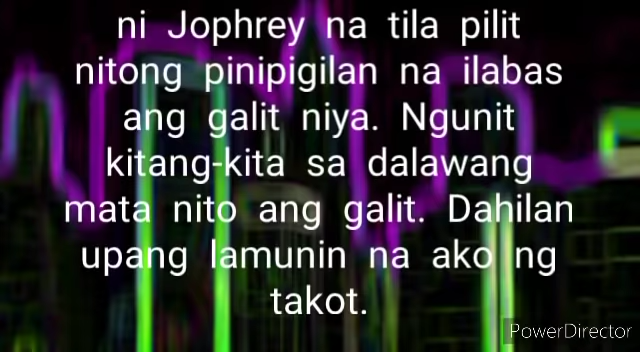 ni Jophrey na tila pilit
nitong pinipigilan na ilabas
ang galit niya. Ngunit
kitang-kita sa dalawang
mata nito ang galit. Dahilan
upang lamunin na ako ng
takot.
PowerDirector